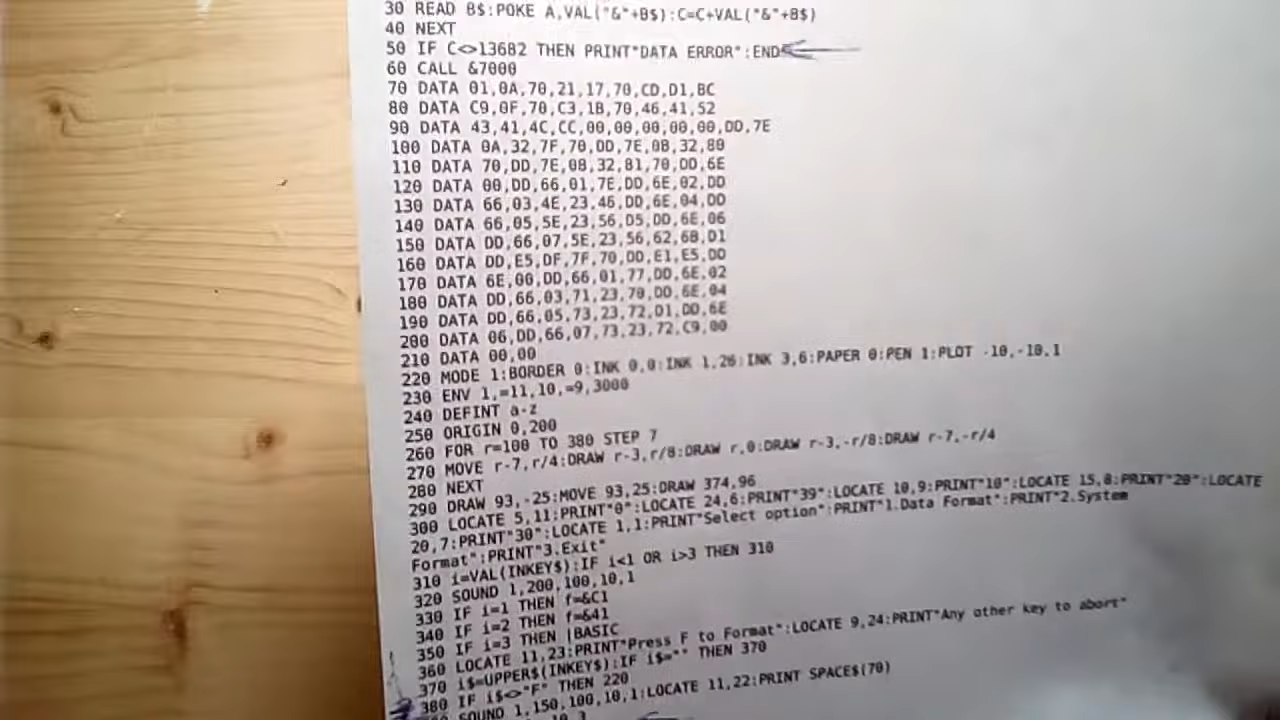 30 READ B$:POKE A,VAL("&"+B$):C=C+VAL("&"+B$)
40 NEXT
50 IF C<>13682 THEN PRINT"DATA ERROR":END
60 CALL &7000
70 DATA 01,0A,70,21,17,70,CD,D1,BC
80 DATA C9,0F,70,C3,1B,70,46,41,52
90 DATA 43,41,4C,CC,00,00,00,00,00,DD,7E
100 DATA 0A,32,7F,70,DD,7E,0B,32,80
110 DATA 70,DD,7E,08,32,81,70,DD,6E
120 DATA 00,DD,66,01,7E,DD,6E,02,DD
130 DATA 66,03,4E,23,46,DD,6E,04,DD
140 DATA 66,05,5E,23,56,D5,DD,6E,06
150 DATA DD,66,07,5E,23,56,62,6B,D1
160 DATA DD,E5,DF,7F,70,DD,E1,E5,DD
170 DATA 6E,00,DD,66,01,77,DD,6E,02
180 DATA DD,66,03,71,23,70,DD,6E,04
190 DATA DD,66,05,73,23,72,D1,DD,6E
200 DATA 06,DD,66,07,73,23,72,C9,00
210 DATA 00,00
220 MODE 1:BORDER 0:INK 0,0:INK 1,26:INK 3,6:PAPER 0:PEN 1:PLOT -10,-10,1
230 ENV 1,=11,10,=9,3000
240 DEFINT a-z
250 ORIGIN 0,200
260 FOR r=100 TO 380 STEP 7
270 MOVE r-7,r/4:DRAW r-3,r/8:DRAW r,0:DRAW r-3,-r/8:DRAW r-7,-r/4
280 NEXT
290 DRAW 93,-25:MOVE 93,25:DRAW 374,96
300 LOCATE 5,11:PRINT"0":LOCATE 24,6:PRINT"39":LOCATE 10,9:PRINT"10":LOCATE 15,8:PRINT"20":LOCATE
20,7:PRINT"30":LOCATE 1,1:PRINT"Select option":PRINT"1.Data Format":PRINT"2.System
Format":PRINT"3.Exit"
310 i=VAL(INKEY$):IF i<1 OR i>3 THEN 310
320 SOUND 1,200,100,10,1
330 IF i=1 THEN f=&C1
340 IF i=2 THEN f=&41
350 IF i=3 THEN |BASIC
360 LOCATE 11,23:PRINT"Press F to Format":LOCATE 9,24:PRINT"Any other key to abort"
370 i$=UPPER$(INKEY$):IF i$="" THEN 370
380 IF i$<>"F" THEN 220
SOUND 1,150,100,10,1:LOCATE 11,22:PRINT SPACE$(70)